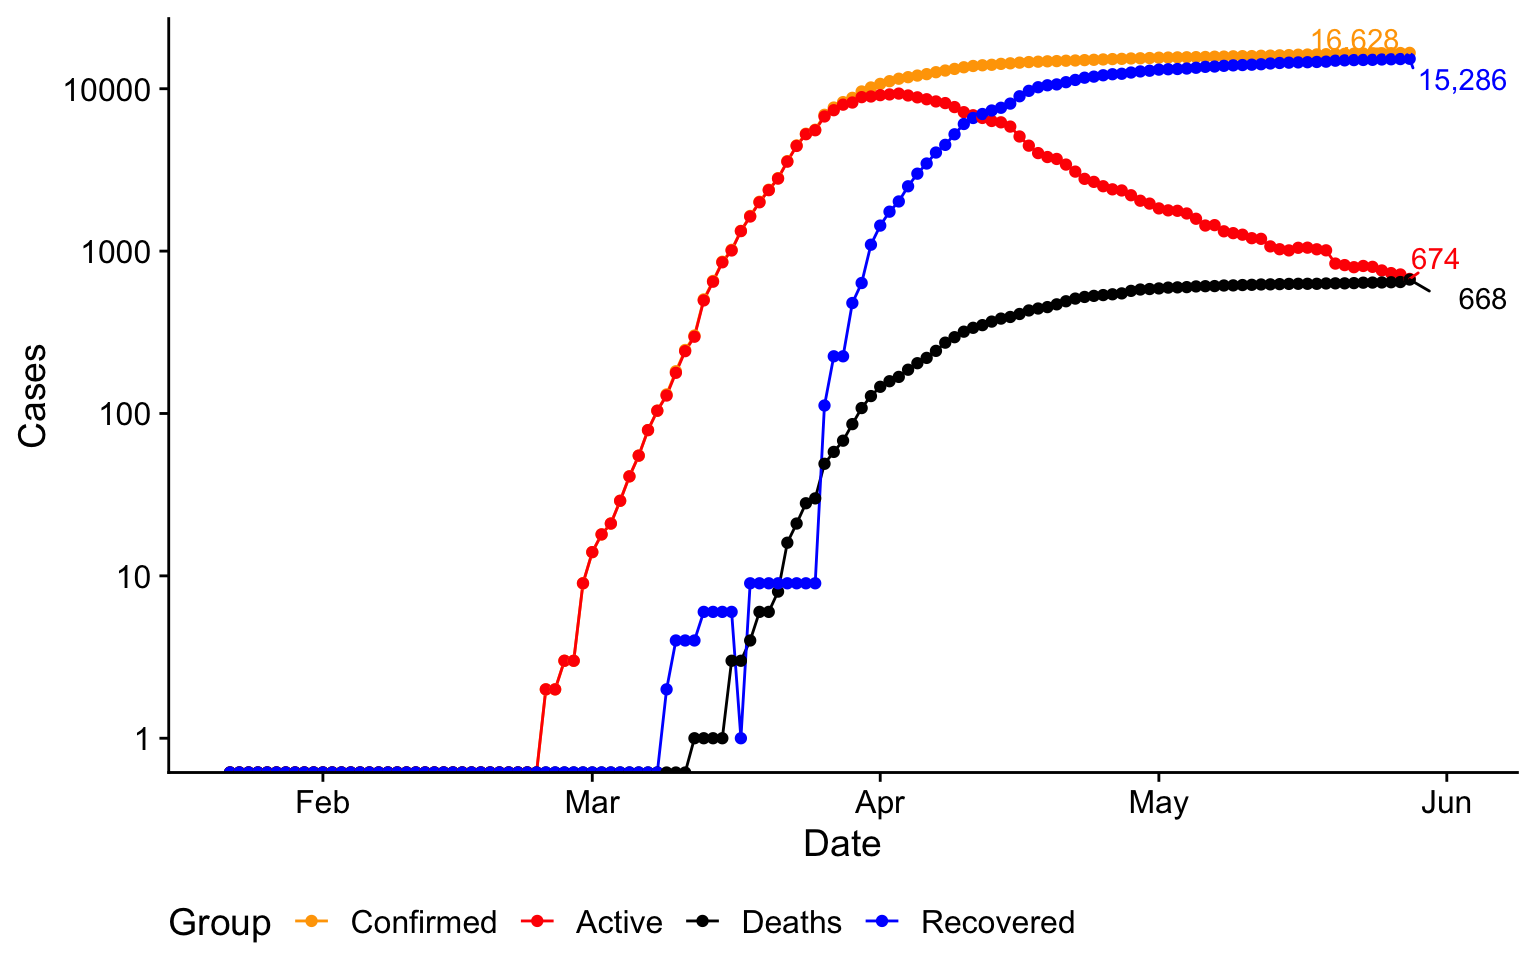 16,628
15,286
10000
1000
674
668
100
10
1
Cases
Feb Mar Apr May Jun
Date
Group Confirmed Active Deaths Recovered